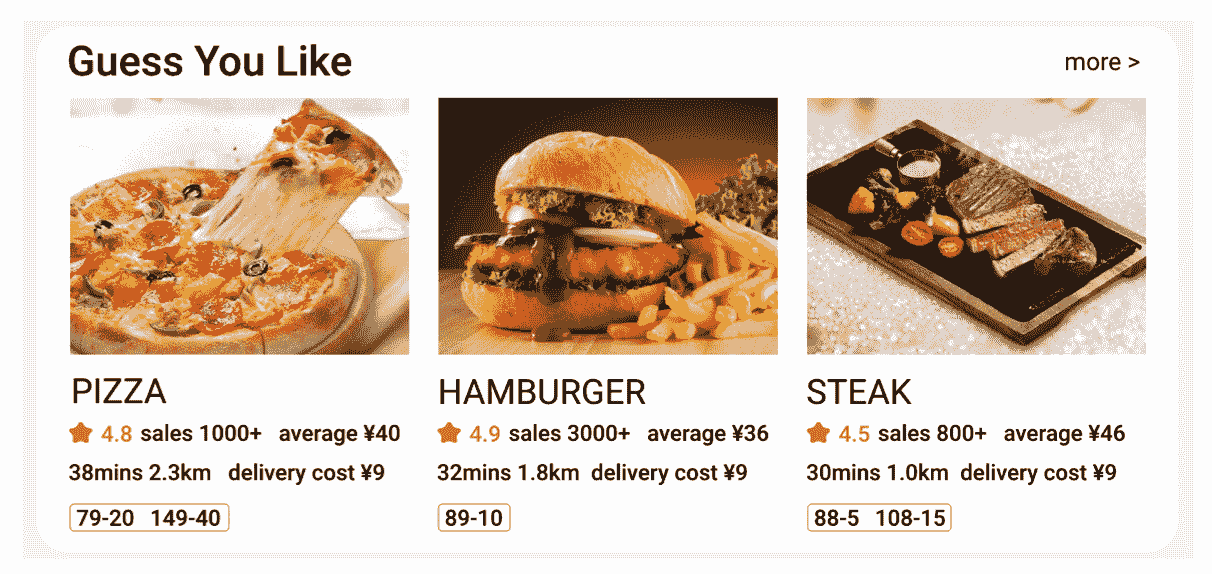 Guess You Like
more >
PIZZA
4.8 sales 1000+ average ¥40
38mins 2.3km delivery cost ¥9
79-20 149-40
HAMBURGER
4.9 sales 3000+ average ¥36
32mins 1.8km delivery cost ¥9
89-10
STEAK
4.5 sales 800+ average ¥46
30mins 1.0km delivery cost ¥9
88-5 108-15